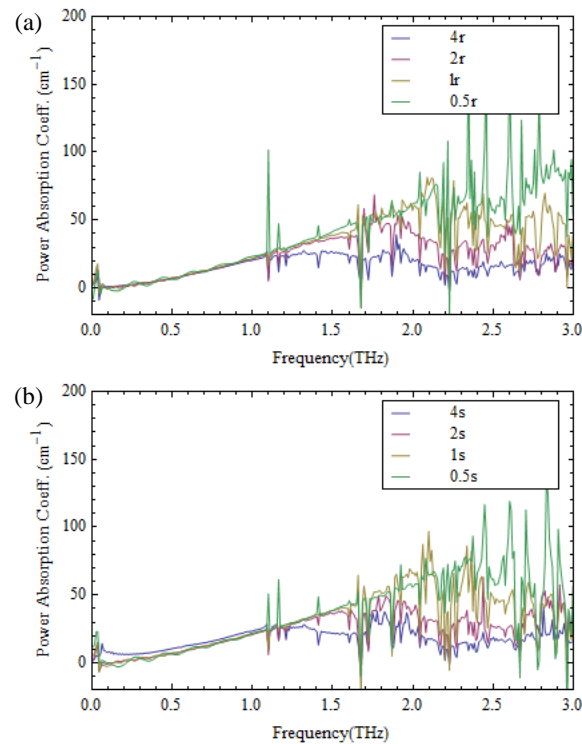 (a)
200
150
100
50
0
Power Absorption Coeff. (cm⁻¹)
4r
2r
1r
0.5r
0.0 0.5 1.0 1.5 2.0 2.5 3.0
Frequency(THz)
(b)
200
150
100
50
0
Power Absorption Coeff. (cm⁻¹)
4s
2s
1s
0.5s
0.0 0.5 1.0 1.5 2.0 2.5 3.0
Frequency(THz)